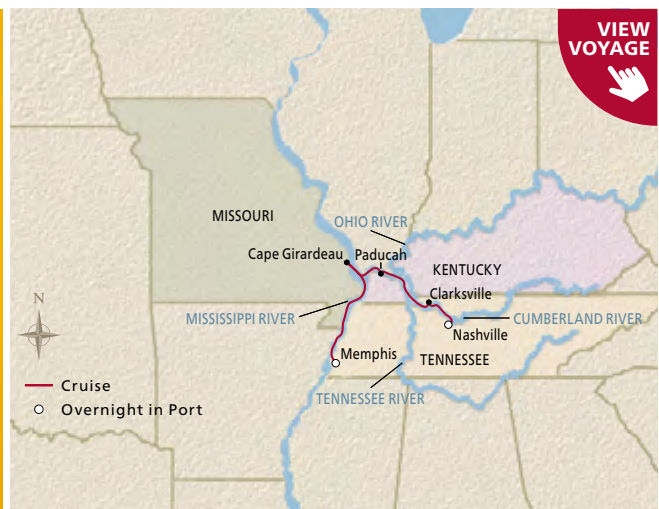 VIEW
VOYAGE
MISSOURI
OHIO RIVER
Cape Girardeau
Paducah
KENTUCKY
Clarksville
N
MISSISSIPPI RIVER
CUMBERLAND RIVER
Nashville
Memphis
TENNESSEE
Cruise
TENNESSEE RIVER
Overnight in Port